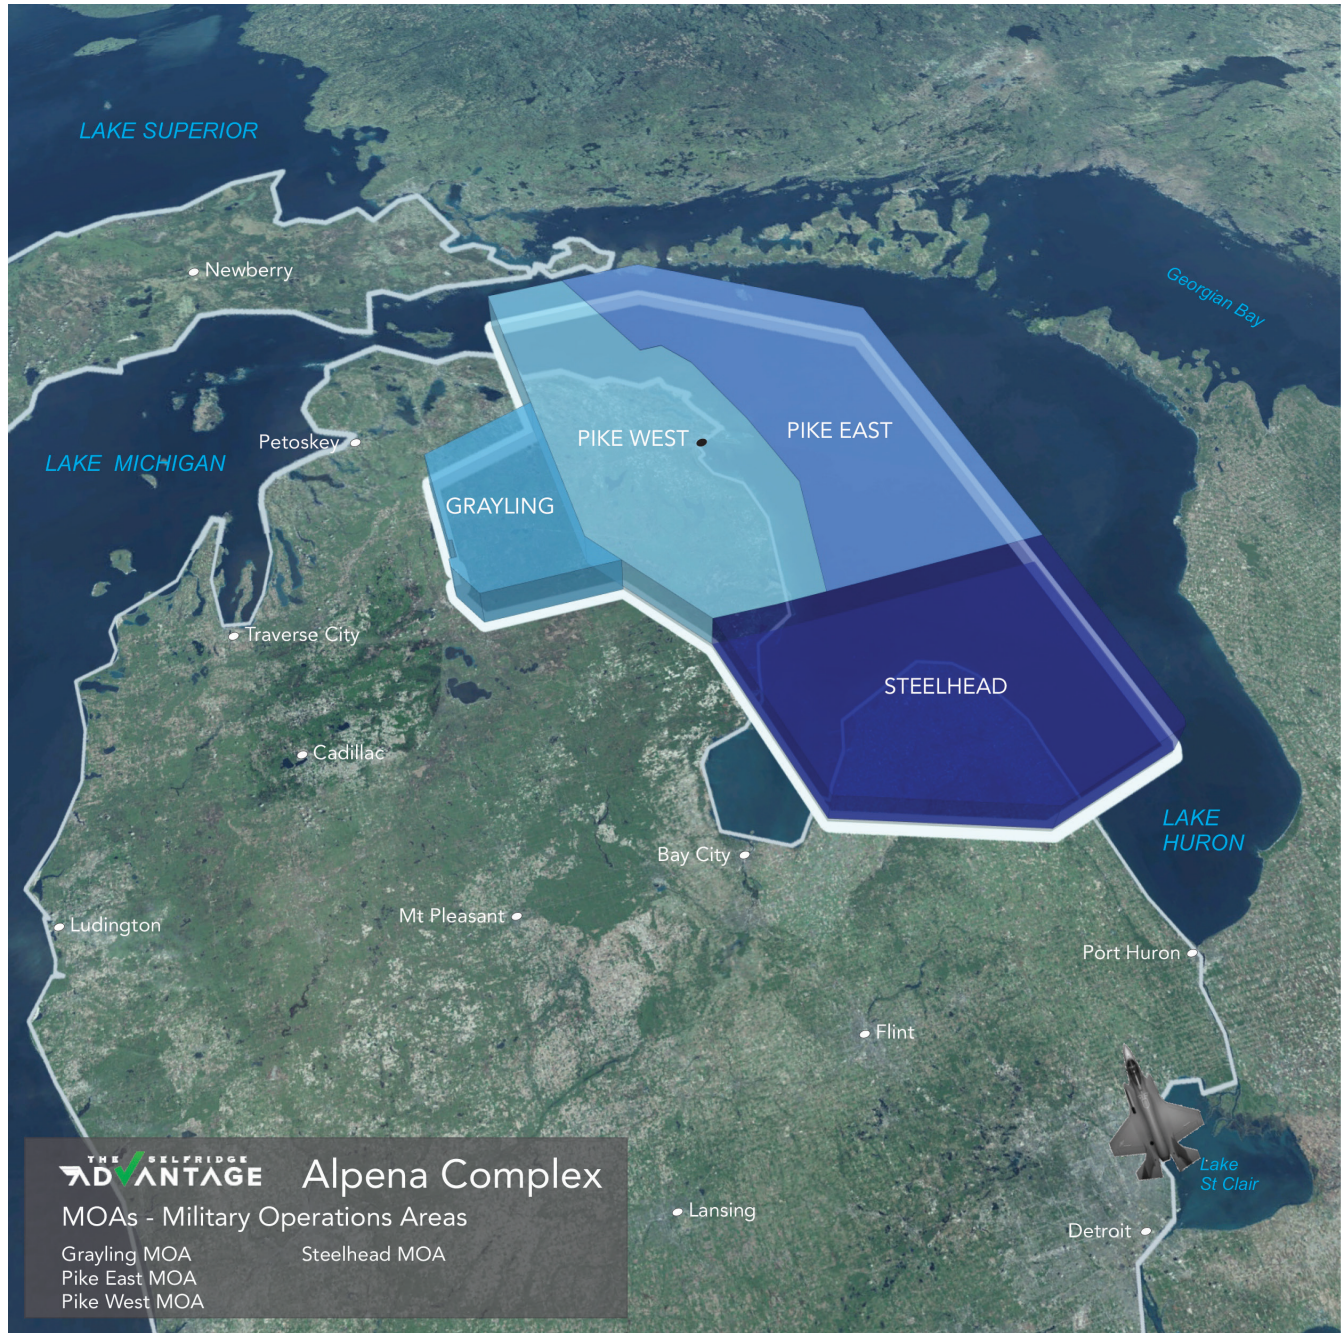 LAKE SUPERIOR
Newberry
Georgian Bay
Petoskey
PIKE WEST
PIKE EAST
LAKE MICHIGAN
GRAYLING
Traverse City
STEELHEAD
Cadillac
LAKE
HURON
Bay City
Ludington
Mt Pleasant
Pòrt Huron
Flint
Lake
St Clair
Lansing
Detroit
THE SELFRIDGE
ADVANTAGE
Alpena Complex
MOAs - Military Operations Areas
Grayling MOA
Steelhead MOA
Pike East MOA
Pike West MOA